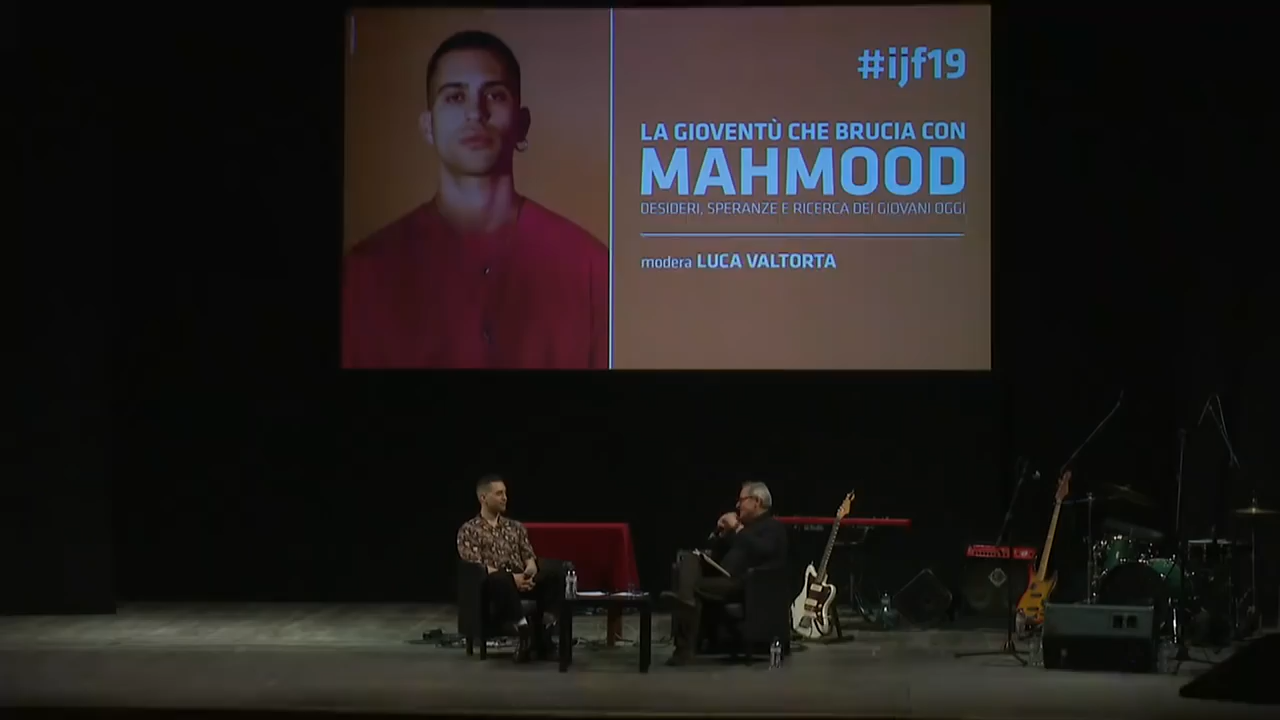 #ijf19
LA GIOVENTÙ CHE BRUCIA CON
MAHMOOD
DESIDERI, SPERANZE E RICERCA DEI GIOVANI OGGI
modera LUCA VALTORTA